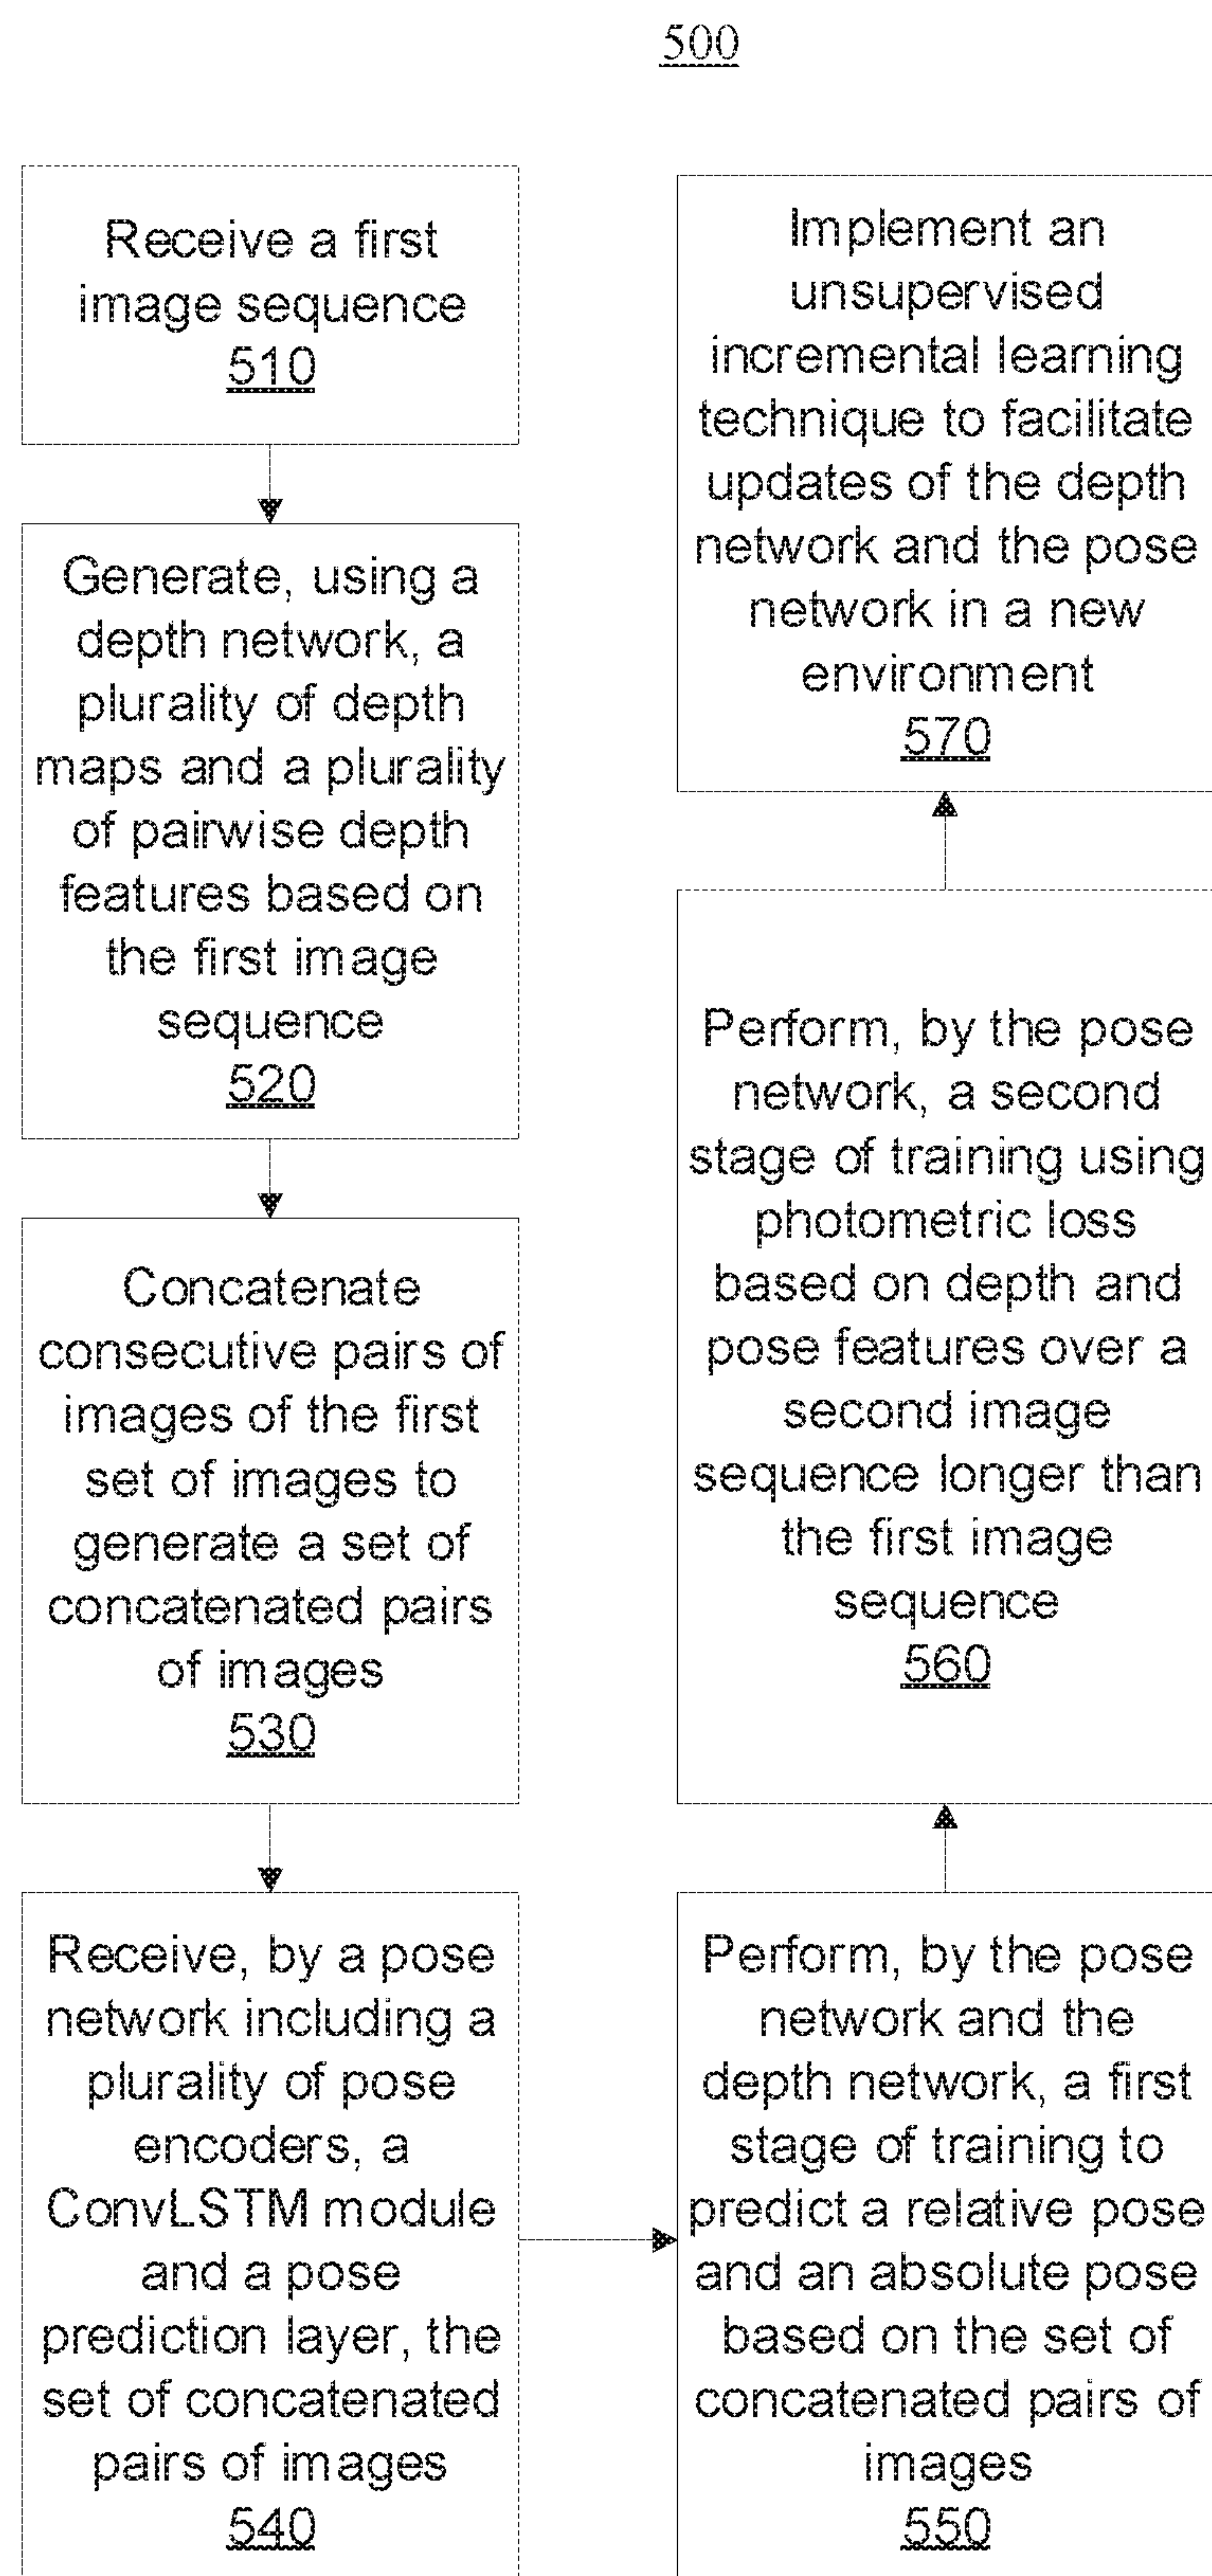 500
Receive a first
image sequence
510
Generate, using a
depth network, a
plurality of depth
maps and a plurality
of pairwise depth
features based on
the first image
sequence
520
Concatenate
consecutive pairs of
images of the first
set of images to
generate a set of
concatenated pairs
of images
530
Receive, by a pose
network including a
plurality of pose
encoders, a
ConvLSTM module
and a pose
prediction layer, the
set of concatenated
pairs of images
540
Perform, by the pose
network and the
depth network, a first
stage of training to
predict a relative pose
and an absolute pose
based on the set of
concatenated pairs of
images
550
Perform, by the pose
network, a second
stage of training using
photometric loss
based on depth and
pose features over a
second image
sequence longer than
the first image
sequence
560
Implement an
unsupervised
incremental learning
technique to facilitate
updates of the depth
network and the pose
network in a new
environment
570